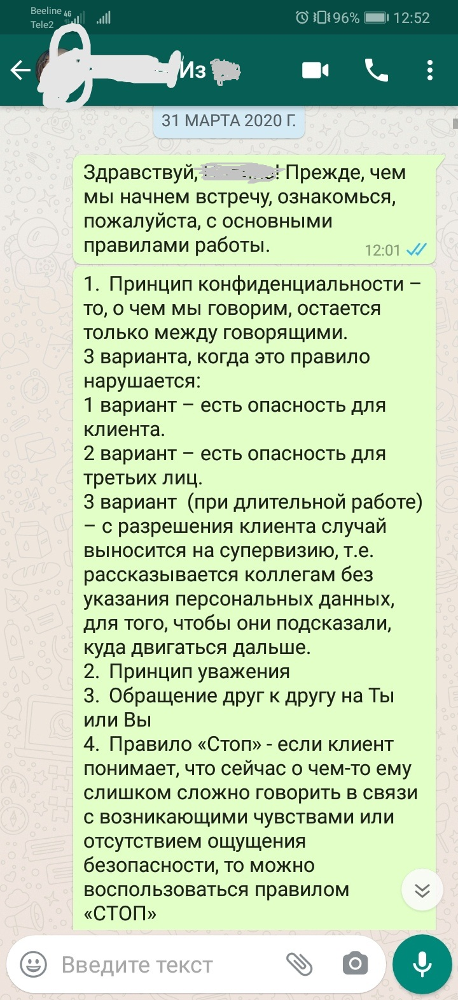 Beeline 4G
Tele2
96% 12:52
Из
31 МАРТА 2020 Г.
Здравствуй, ! Прежде, чем
мы начнем встречу, ознакомься,
пожалуйста, с основными
правилами работы.
12:01
1. Принцип конфиденциальности –
то, о чем мы говорим, остается
только между говорящими.
3 варианта, когда это правило
нарушается:
1 вариант – есть опасность для
клиента.
2 вариант – есть опасность для
третьих лиц.
3 вариант (при длительной работе)
– с разрешения клиента случай
выносится на супервизию, т.е.
рассказывается коллегам без
указания персональных данных,
для того, чтобы они подсказали,
куда двигаться дальше.
2. Принцип уважения
3. Обращение друг к другу на Ты
или Вы
4. Правило «Стоп» - если клиент
понимает, что сейчас о чем-то ему
слишком сложно говорить в связи
с возникающими чувствами или
отсутствием ощущения
безопасности, то можно
воспользоваться правилом
«СТОП»
Введите текст